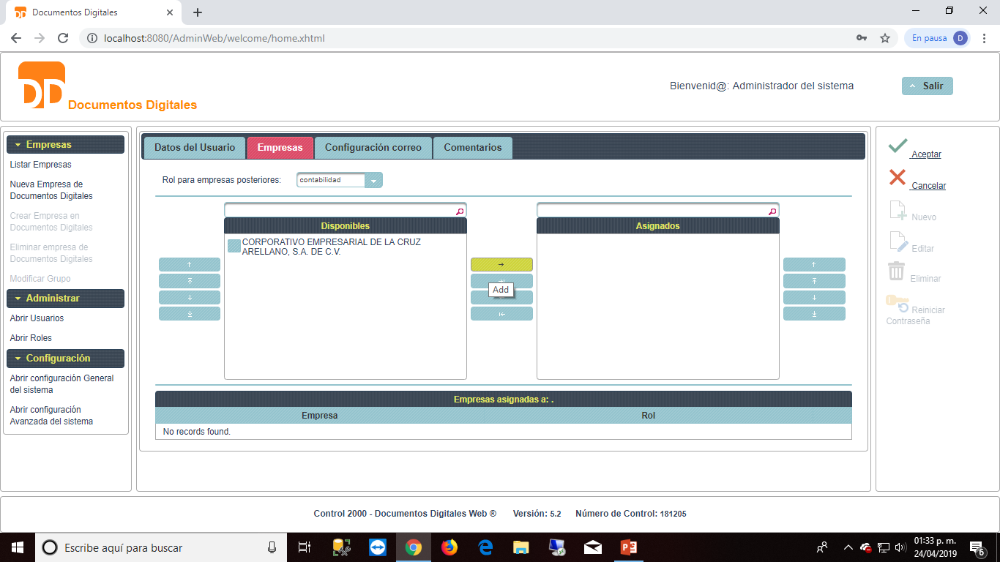 Documentos Digitales
localhost:8080/AdminWeb/welcome/home.xhtml
En pausa
D
DD
Documentos Digitales
Bienvenid@: Administrador del sistema
Salir
Empresas
Listar Empresas
Nueva Empresa de
Documentos Digitales
Crear Empresa en
Documentos Digitales
Eliminar empresa de
Documentos Digitales
Modificar Grupo
Administrar
Abrir Usuarios
Abrir Roles
Configuración
Abrir configuración General
del sistema
Abrir configuración
Avanzada del sistema
Datos del Usuario
Empresas
Configuración correo
Comentarios
Rol para empresas posteriores:
contabilidad
Disponibles
CORPORATIVO EMPRESARIAL DE LA CRUZ
ARELLANO, S.A. DE C.V.
Add
Asignados
Empresas asignadas a: .
Empresa
Rol
No records found.
Aceptar
Cancelar
Nuevo
Editar
Eliminar
Reiniciar
Contraseña
Control 2000 - Documentos Digitales Web ® Versión: 5.2 Número de Control: 181205
Escribe aquí para buscar
01:33 p. m.
24/04/2019
6